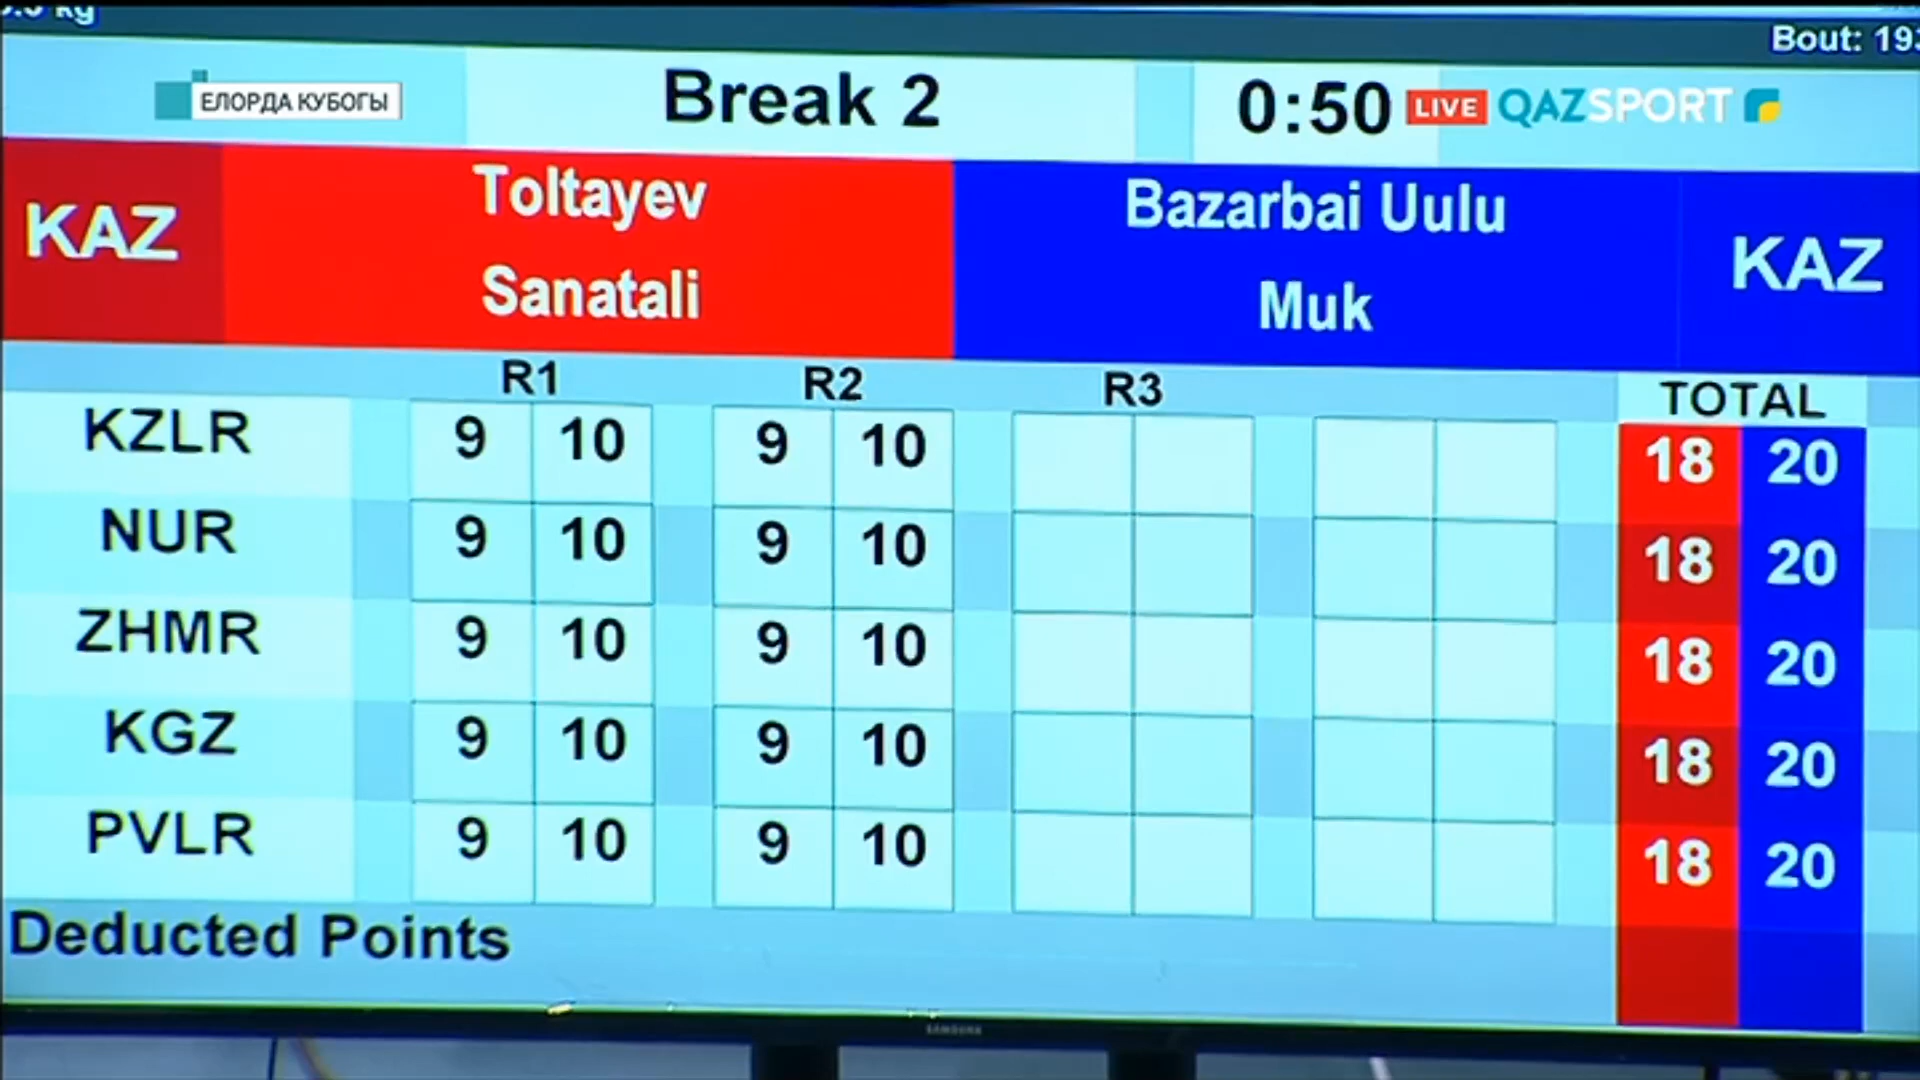 kg
Bout:
ЕЛОРДА КУБОГЫ
Break 2
0:50
LIVE QAZSPORT
KAZ
Toltayev
Sanatali
Bazarbai Uulu
Muk
KAZ
R1 R2 R3 TOTAL
KZLR 9 10 9 10 18 20
NUR 9 10 9 10 18 20
ZHMR 9 10 9 10 18 20
KGZ 9 10 9 10 18 20
PVLR 9 10 9 10 18 20
Deducted Points
SAMSUNG